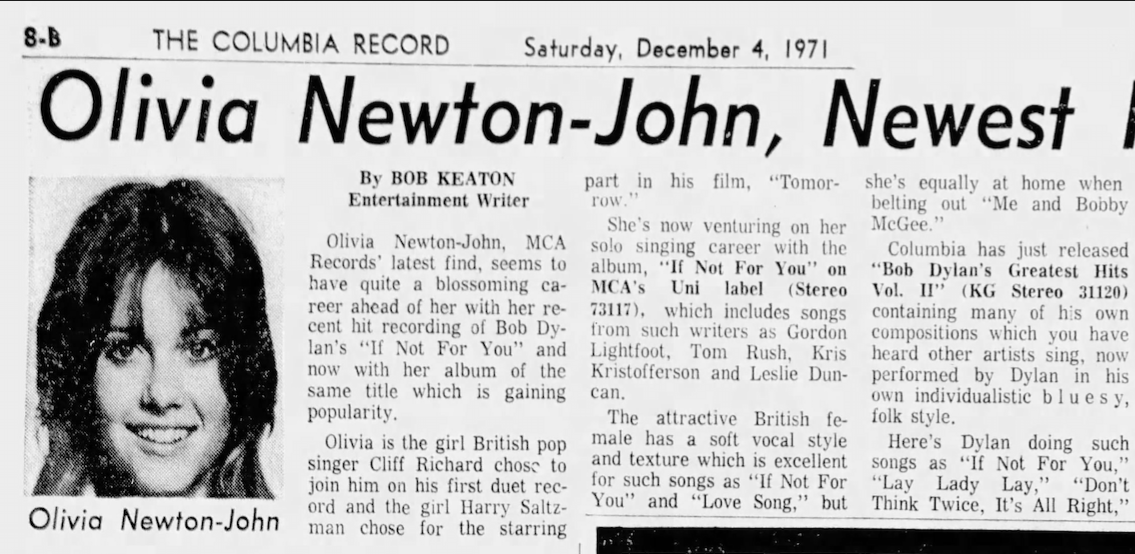 8-B THE COLUMBIA RECORD Saturday, December 4, 1971
Olivia Newton-John, Newest
By BOB KEATON
Entertainment Writer
Olivia Newton-John, MCA
Records' latest find, seems to
have quite a blossoming ca-
reer ahead of her with her re-
cent hit recording of Bob Dy-
lan's "If Not For You" and
now with her album of the
same title which is gaining
popularity.
Olivia is the girl British pop
singer Cliff Richard chose to
join him on his first duet rec-
ord and the girl Harry Saltz-
man chose for the starring
part in his film, "Tomor-
row."
She's now venturing on her
solo singing career with the
album, "If Not For You" on
MCA's Uni label (Stereo
73117), which includes songs
from such writers as Gordon
Lightfoot, Tom Rush, Kris
Kristofferson and Leslie Dun-
can.
The attractive British fe-
male has a soft vocal style
and texture which is excellent
for such songs as "If Not For
You" and "Love Song," but
she's equally at home when
belting out "Me and Bobby
McGee."
Columbia has just released
"Bob Dylan's Greatest Hits
Vol. II" (KG Stereo 31120)
containing many of his own
compositions which you have
heard other artists sing, now
performed by Dylan in his
own individualistic bluesy,
folk style.
Here's Dylan doing such
songs as "If Not For You,"
"Lay Lady Lay," "Don't
Think Twice, It's All Right,"
Olivia Newton-John